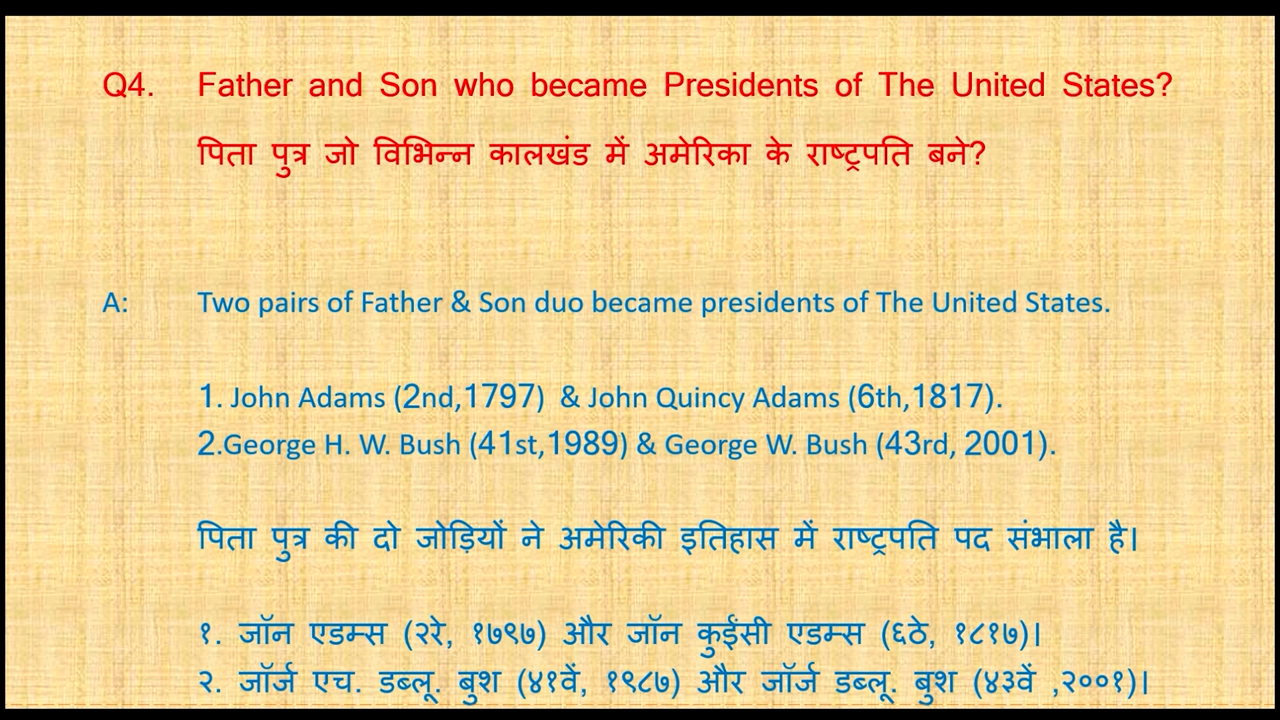 Q4. Father and Son who became Presidents of The United States?
पिता पुत्र जो विभिन्न कालखंड में अमेरिका के राष्ट्रपति बने?
A: Two pairs of Father & Son duo became presidents of The United States.
1. John Adams (2nd,1797) & John Quincy Adams (6th,1817).
2.George H. W. Bush (41st,1989) & George W. Bush (43rd, 2001).
पिता पुत्र की दो जोड़ियों ने अमेरिकी इतिहास में राष्ट्रपति पद संभाला है।
१. जॉन एडम्स (२रे, १७९७) और जॉन कुईंसी एडम्स (६ठे, १८१७)।
२. जॉर्ज एच. डब्लू. बुश (४१वें, १९८७) और जॉर्ज डब्लू. बुश (४३वें ,२००१)।